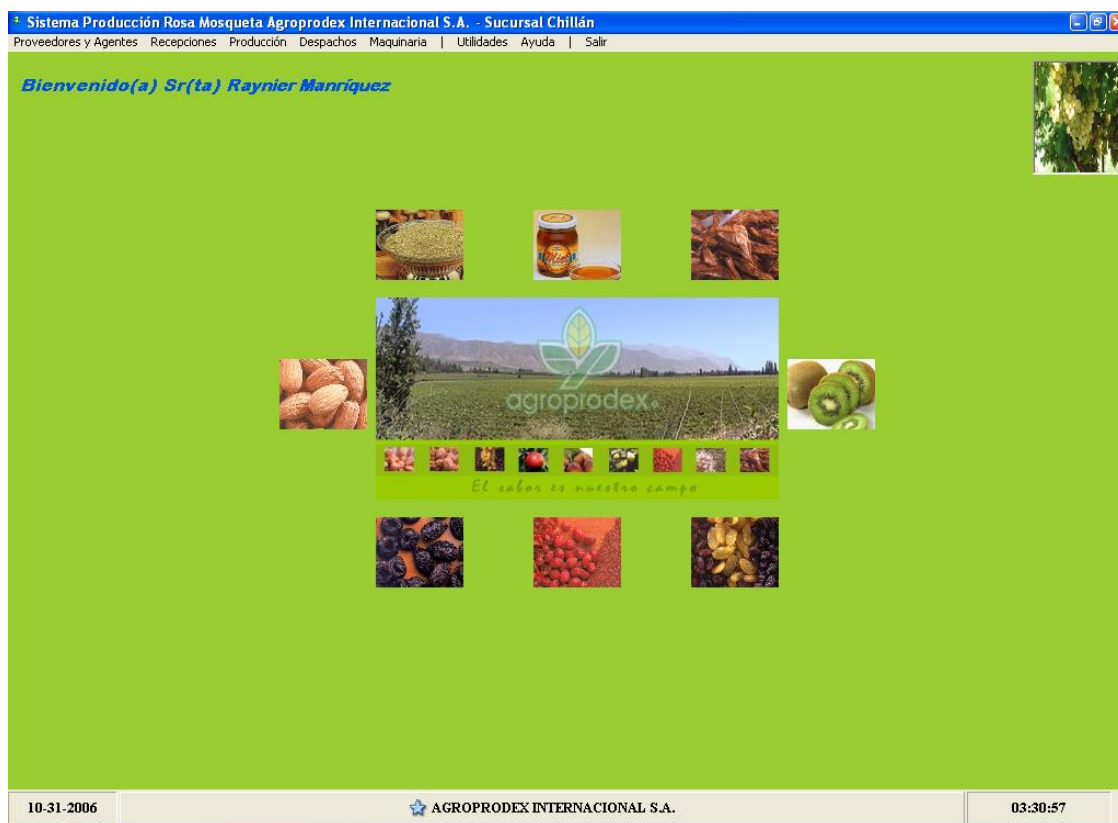 Sistema Producción Rosa Mosqueta Agroprodex Internacional S.A. - Sucursal Chillán
Proveedores y Agentes Recepciones Producción Despachos Maquinaria | Utilidades Ayuda | Salir
Bienvenido(a) Sr(ta) Raynier Manríquez
Miel
agroprodex
El sabor es nuestro campo
10-31-2006 AGROPRODEX INTERNACIONAL S.A. 03:30:57